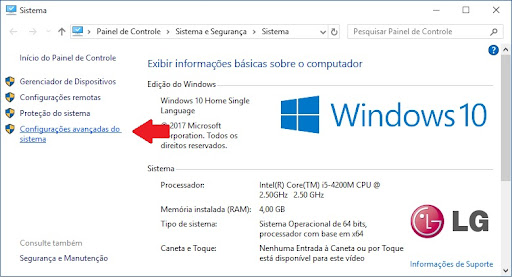 Sistema
Painel de Controle > Sistema e Segurança > Sistema
Pesquisar Painel de Controle
Início do Painel de Controle
Gerenciador de Dispositivos
Configurações remotas
Proteção do sistema
Configurações avançadas do
sistema
Consulte também
Segurança e Manutenção
Exibir informações básicas sobre o computador
Edição do Windows
Windows 10 Home Single
Language
© 2017 Microsoft
Corporation. Todos os
direitos reservados.
Windows 10
Sistema
Processador: Intel(R) Core(TM) i5-4200M CPU @
2.50GHz 2.50 GHz
Memória instalada (RAM): 4,00 GB
Tipo de sistema: Sistema Operacional de 64 bits,
processador com base em x64
Caneta e Toque: Nenhuma Entrada à Caneta ou por Toque
está disponível para este vídeo
LG
Informações de Suporte